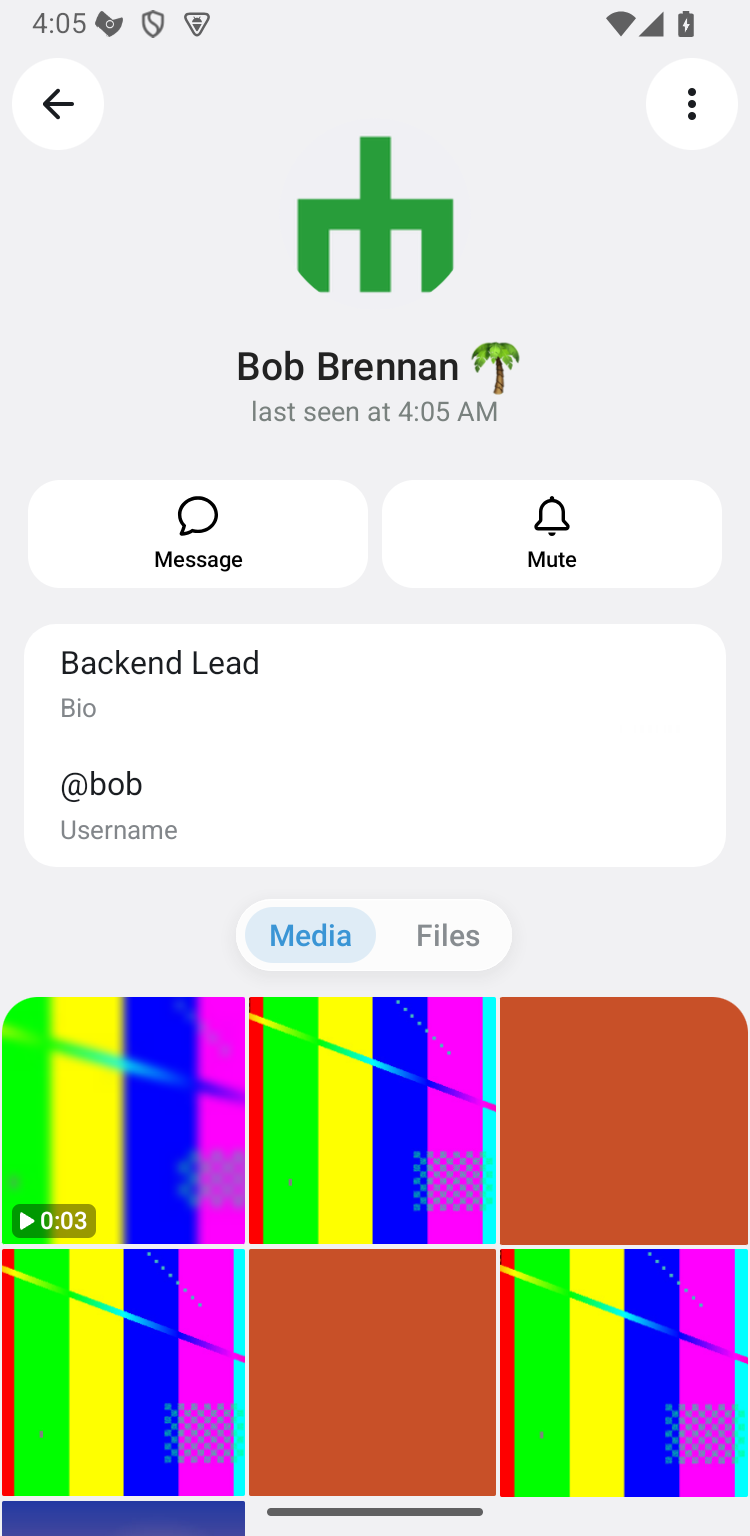 4:05
Bob Brennan 🌴
last seen at 4:05 AM
Message
Mute
Backend Lead
Bio
@bob
Username
Media
Files
0:03